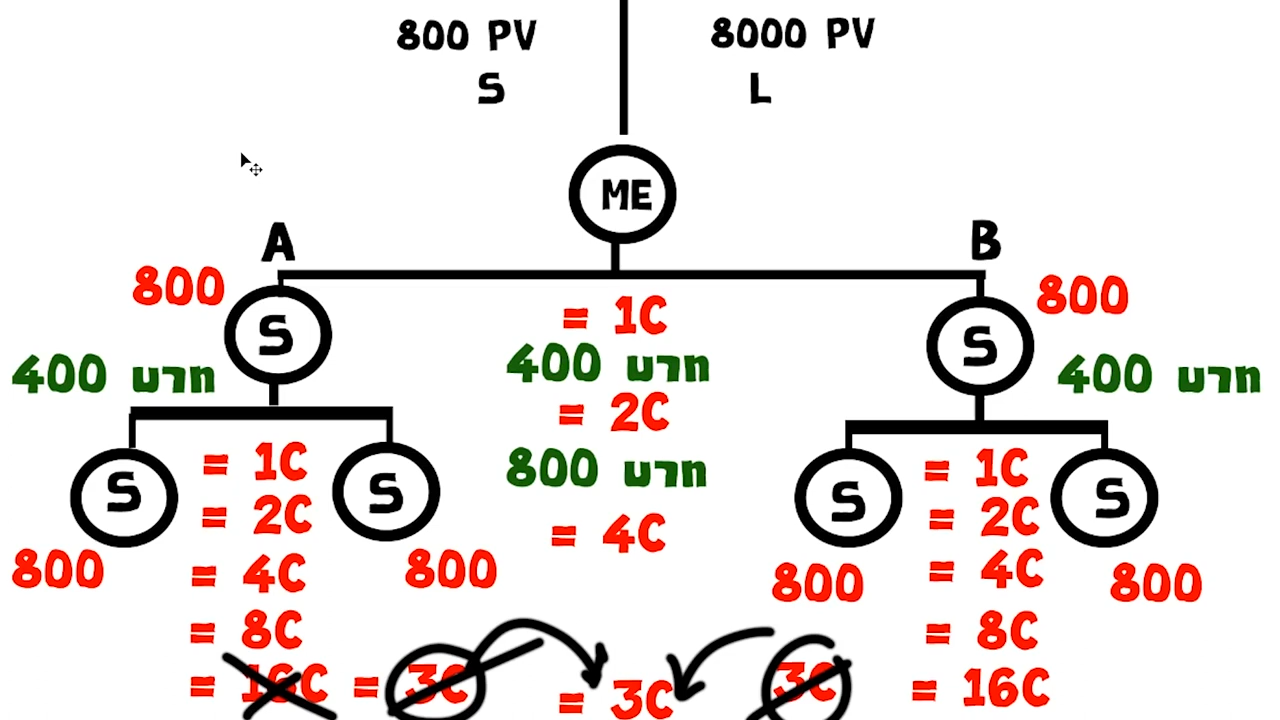 800 PV
8000 PV
S
L
ME
A
B
800
800
S
= 1C
S
400 บาท
400 บาท
400 บาท
= 2C
S
= 1C
S
800 บาท
S
= 1C
S
= 2C
= 2C
= 4C
800
= 4C
800
800
= 4C
800
= 8C
= 8C
= 16C = 3C
= 3C
3C
= 16C